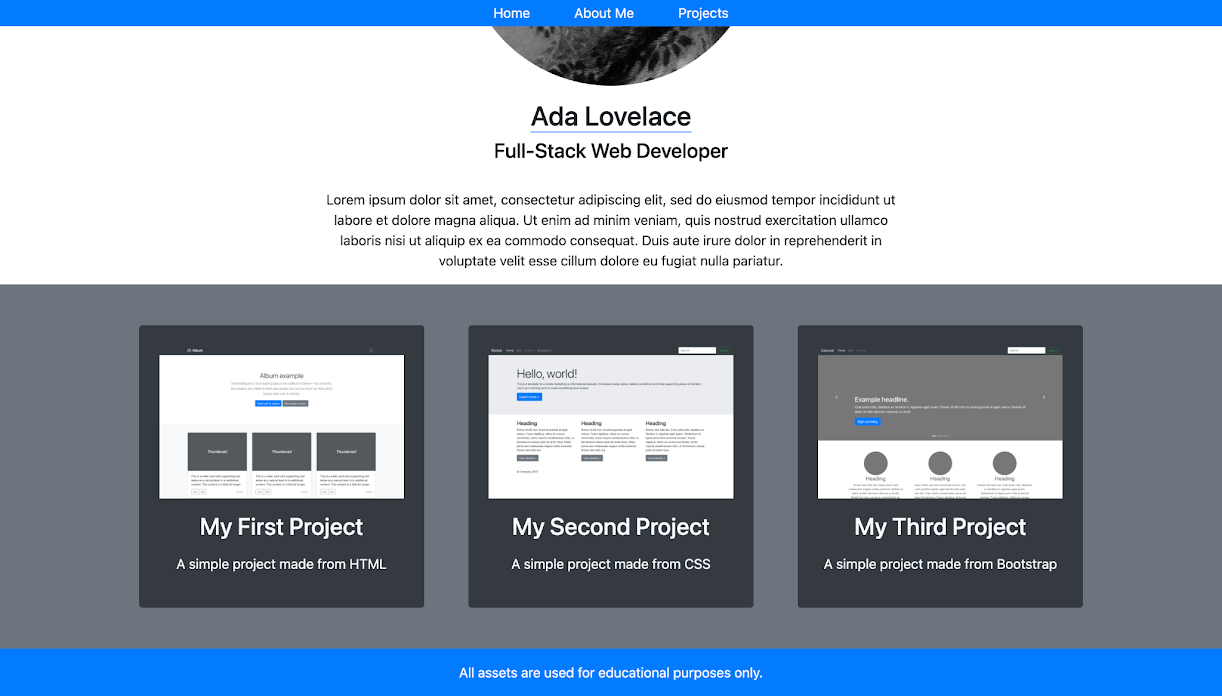 Home About Me Projects
Ada Lovelace
Full-Stack Web Developer
Lorem ipsum dolor sit amet, consectetur adipiscing elit, sed do eiusmod tempor incididunt ut
labore et dolore magna aliqua. Ut enim ad minim veniam, quis nostrud exercitation ullamco
laboris nisi ut aliquip ex ea commodo consequat. Duis aute irure dolor in reprehenderit in
voluptate velit esse cillum dolore eu fugiat nulla pariatur.
Album
Album example
Thumbnail Thumbnail Thumbnail
My First Project
A simple project made from HTML
Navbar Home
Hello, world!
Heading Heading Heading
My Second Project
A simple project made from CSS
Carousel Home
Example headline.
Sign up today
Heading Heading Heading
My Third Project
A simple project made from Bootstrap
All assets are used for educational purposes only.